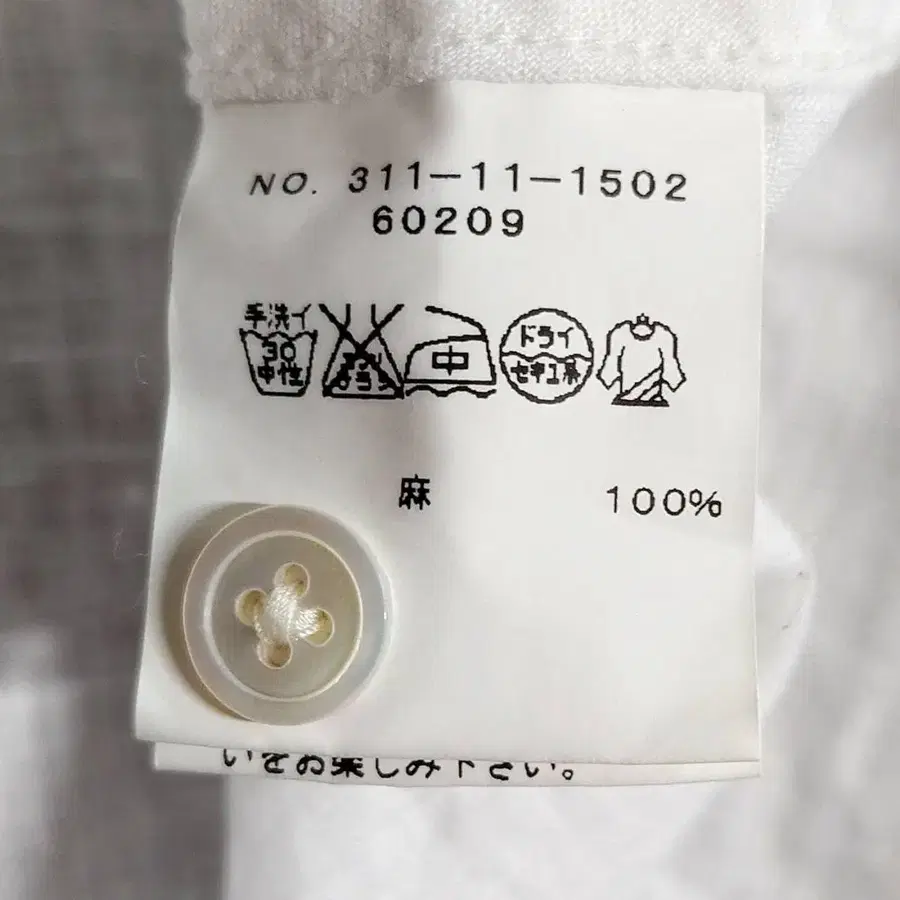 NO. 311-11-1502
60209
手洗イ
30
中性
中
ドライ
セキユ系
麻 100%
いをお楽しみ下さい。